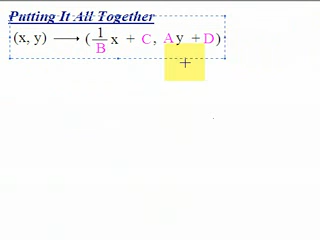 Putting It All Together
(x, y) ⟶ (1/B x + C, Ay + D)